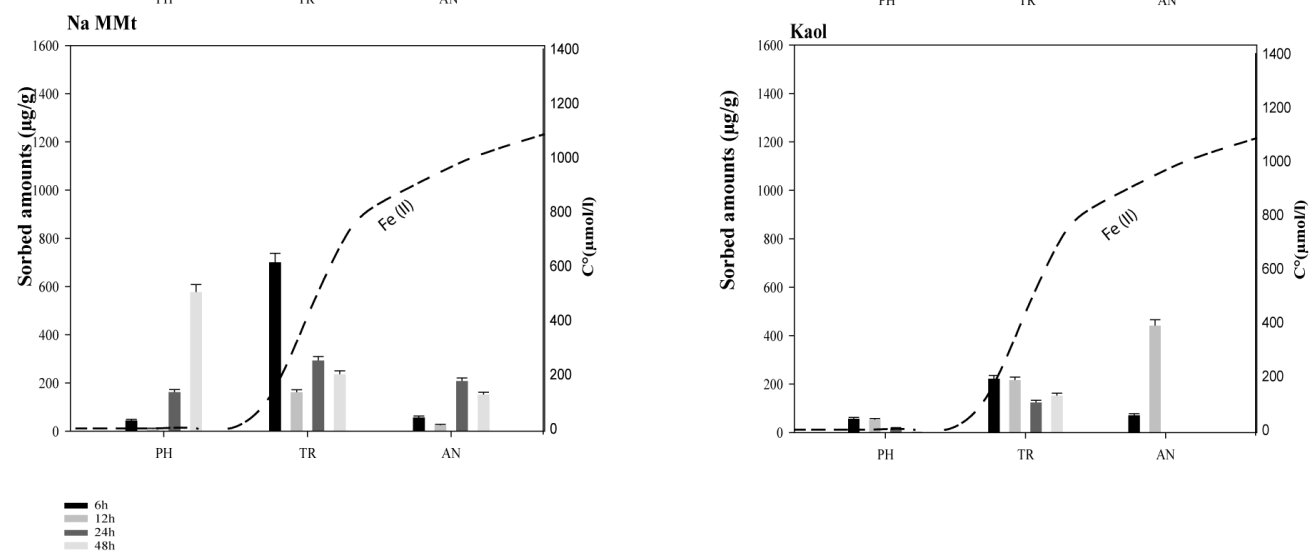 PH TR AN PH TR AN
Na MMt
Kaol
Sorbed amounts (µg/g)
1600
1400
1200
1000
800
600
400
200
0
1400
1200
1000
800
600
400
200
0
C°(µmol/l)
Fe (II)
PH TR AN
Sorbed amounts (µg/g)
1600
1400
1200
1000
800
600
400
200
0
1400
1200
1000
800
600
400
200
0
C°(µmol/l)
Fe (II)
PH TR AN
6h
12h
24h
48h